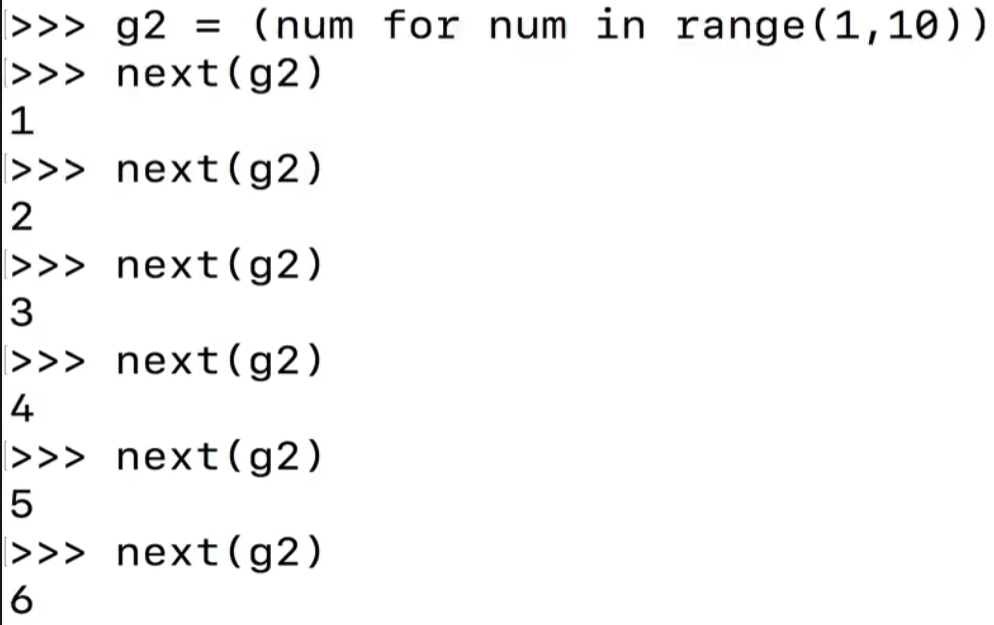 >>> g2 = (num for num in range(1,10))
>>> next(g2)
1
>>> next(g2)
2
>>> next(g2)
3
>>> next(g2)
4
>>> next(g2)
5
>>> next(g2)
6